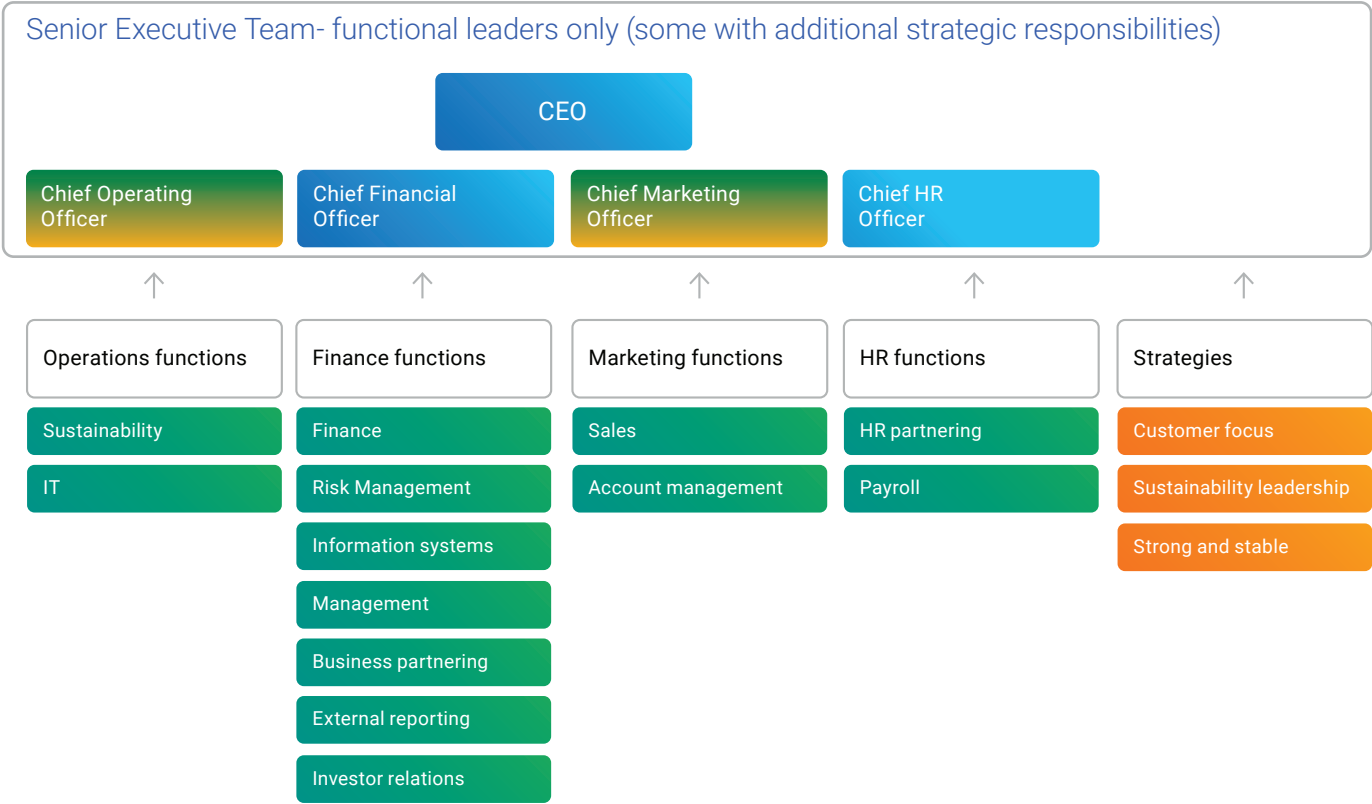 Senior Executive Team- functional leaders only (some with additional strategic responsibilities)
CEO
Chief Operating
Officer
Chief Financial
Officer
Chief Marketing
Officer
Chief HR
Officer
Operations functions
Sustainability
IT
Finance functions
Finance
Risk Management
Information systems
Management
Business partnering
External reporting
Investor relations
Marketing functions
Sales
Account management
HR functions
HR partnering
Payroll
Strategies
Customer focus
Sustainability leadership
Strong and stable